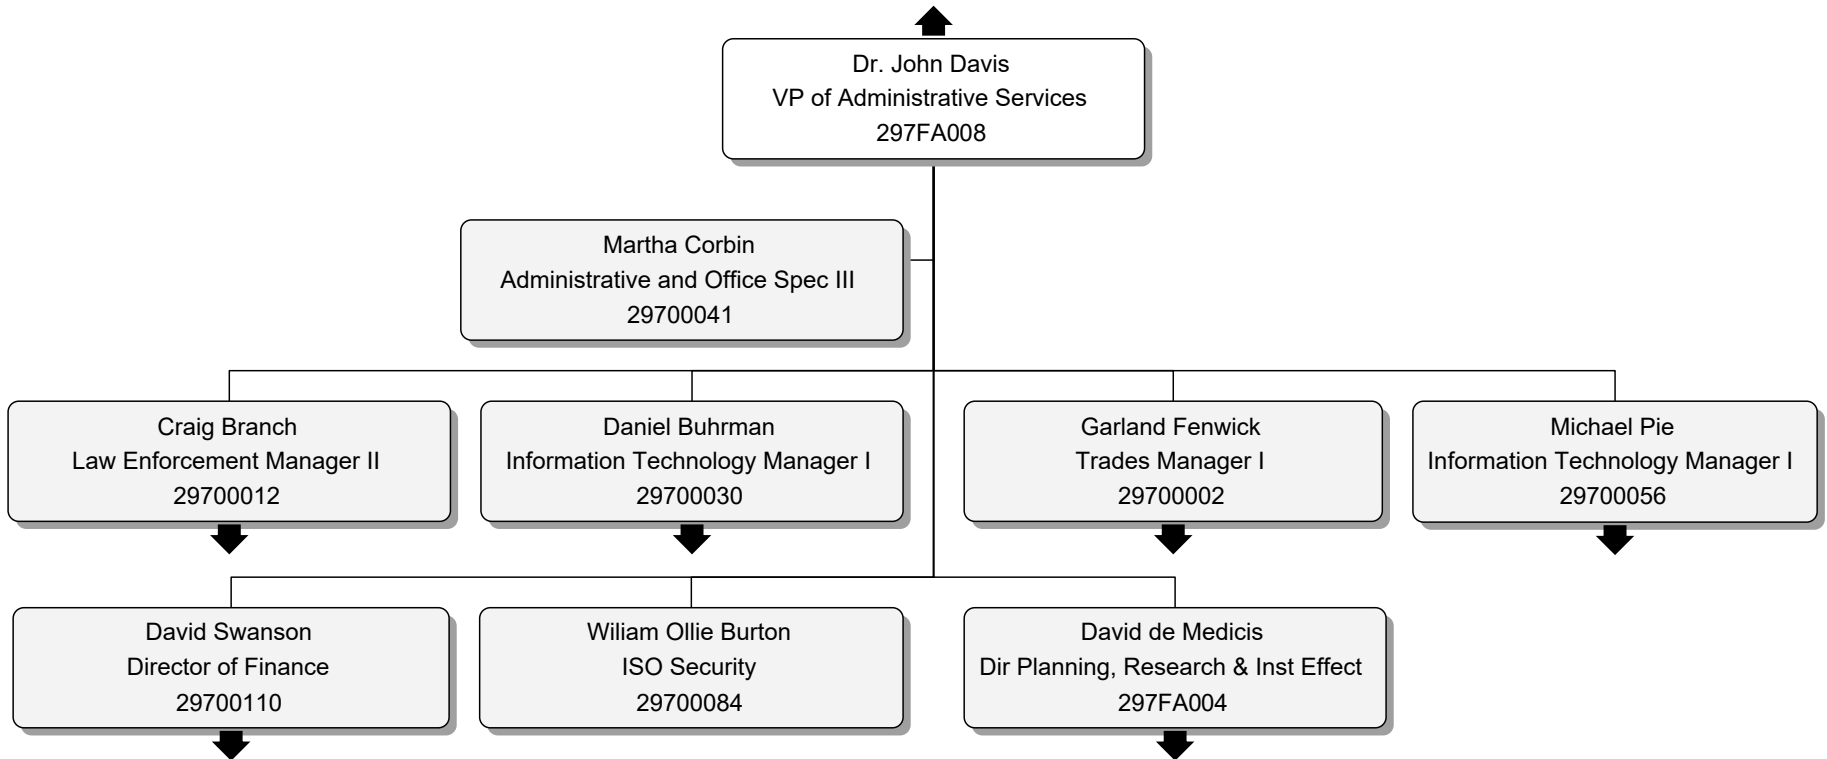 Dr. John Davis
VP of Administrative Services
297FA008
Martha Corbin
Administrative and Office Spec III
29700041
Craig Branch
Law Enforcement Manager II
29700012
Daniel Buhrman
Information Technology Manager I
29700030
Garland Fenwick
Trades Manager I
29700002
Michael Pie
Information Technology Manager I
29700056
David Swanson
Director of Finance
29700110
Wiliam Ollie Burton
ISO Security
29700084
David de Medicis
Dir Planning, Research & Inst Effect
297FA004